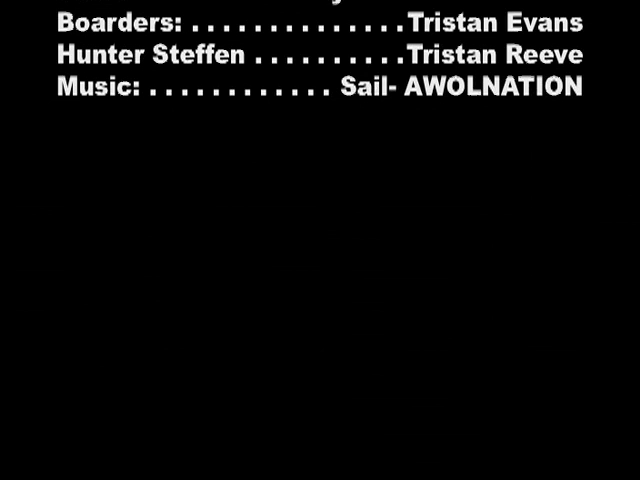 Boarders: . . . . . . . . . . . . . . Tristan Evans
Hunter Steffen . . . . . . . . . . Tristan Reeve
Music: . . . . . . . . . . . . Sail- AWOLNATION